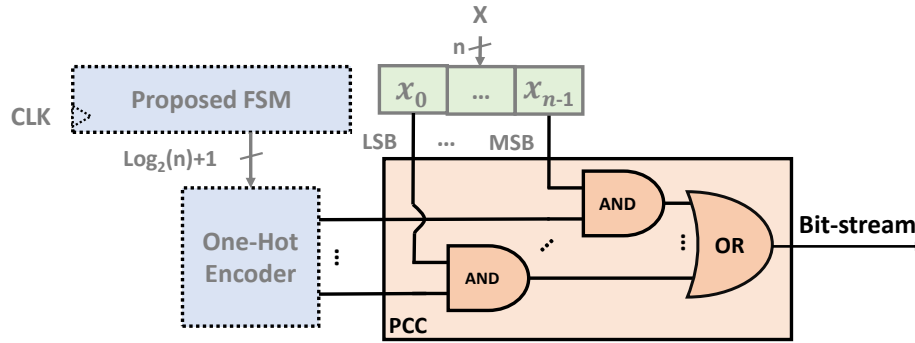 X
n
Proposed FSM
x0 ... xn-1
CLK
LSB ... MSB
Log2(n)+1
AND
Bit-stream
One-Hot
Encoder
...
...
...
OR
AND
PCC